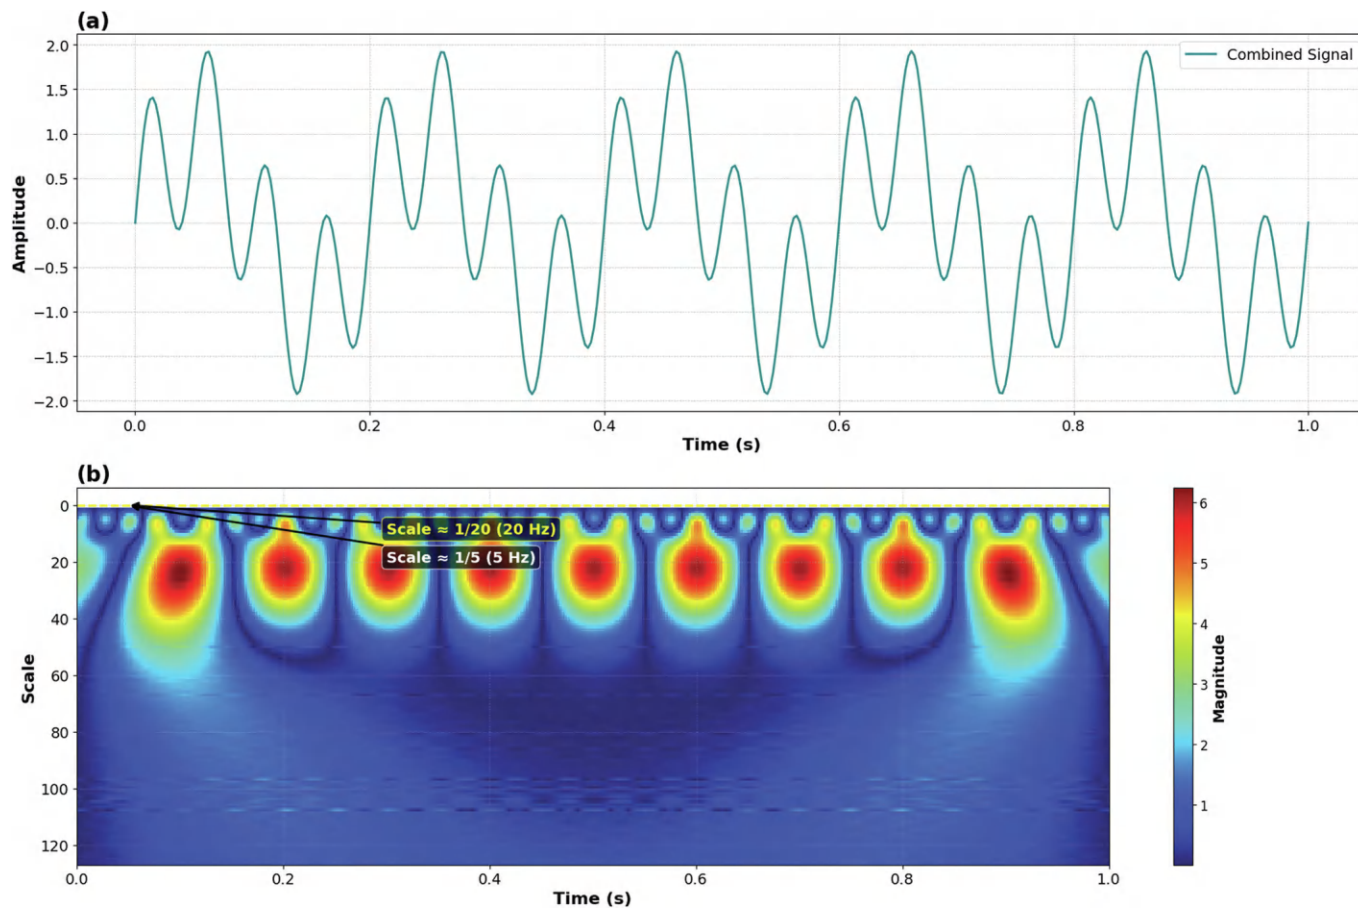 (a)
2.0
1.5
1.0
0.5
0.0
−0.5
−1.0
−1.5
−2.0
Amplitude
Combined Signal
0.0 0.2 0.4 0.6 0.8 1.0
Time (s)
(b)
0
20
40
60
80
100
120
Scale
Scale ≈ 1/20 (20 Hz)
Scale ≈ 1/5 (5 Hz)
0.0 0.2 0.4 0.6 0.8 1.0
Time (s)
6
5
4
3
2
1
Magnitude